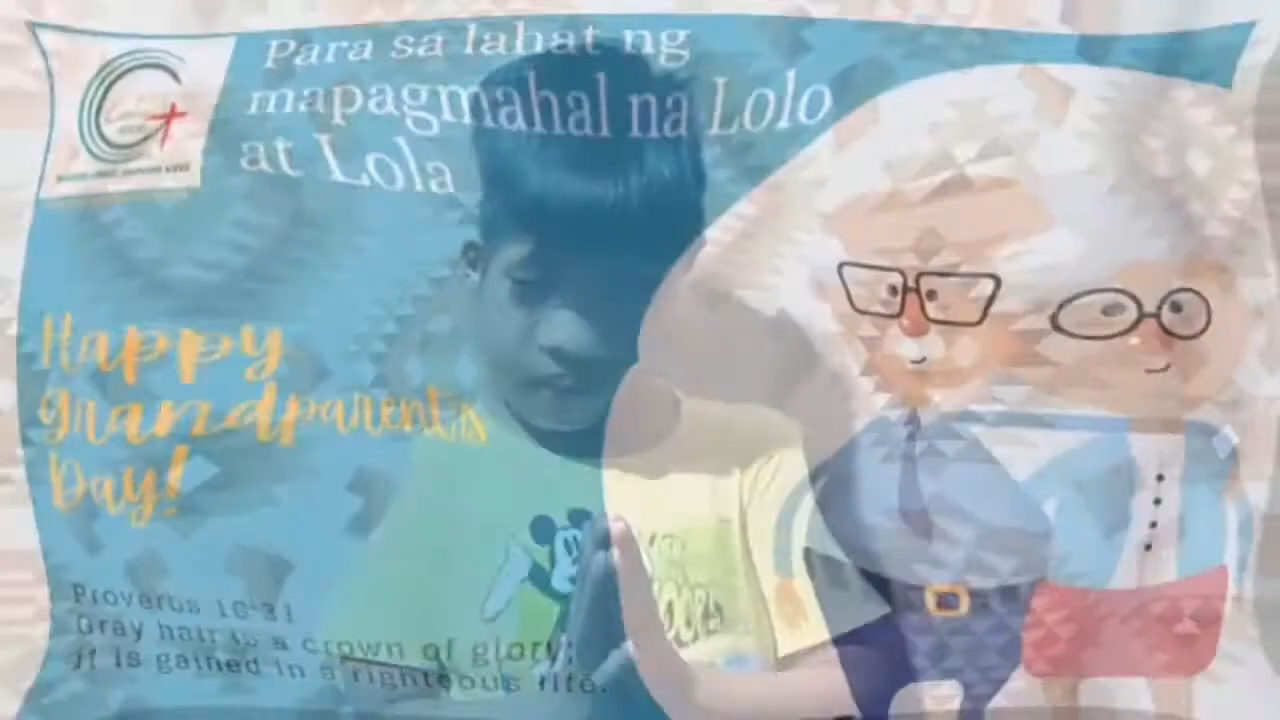 Para sa lahat ng
mapagmahal na Lolo
at Lola
Happy
grandparents
Day!
Proverbs 16:31
Gray hair is a crown of glory;
it is gained in a righteous life.